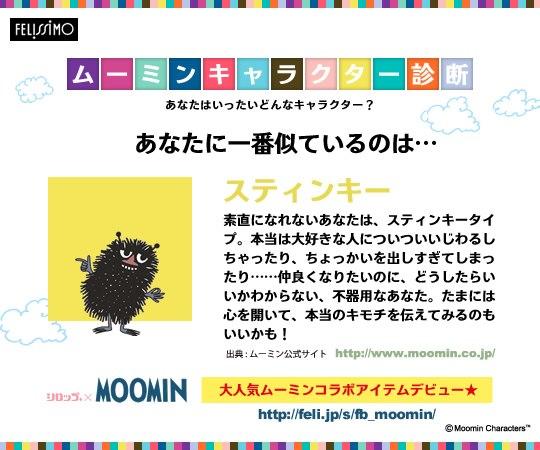 FELISSIMO
ムーミンキャラクター診断
あなたはいったいどんなキャラクター？
あなたに一番似ているのは…
スティンキー
素直になれないあなたは、スティンキータイ
プ。本当は大好きな人についついいじわるし
ちゃったり、ちょっかいを出しすぎてしまっ
たり……仲良くなりたいのに、どうしたらい
いかわからない、不器用なあなた。たまには
心を開いて、本当のキモチを伝えてみるのも
いいかも！
出典：ムーミン公式サイト http://www.moomin.co.jp/
シロップ。×MOOMIN 大人気ムーミンコラボアイテムデビュー★
http://feli.jp/s/fb_moomin/
©Moomin Characters™